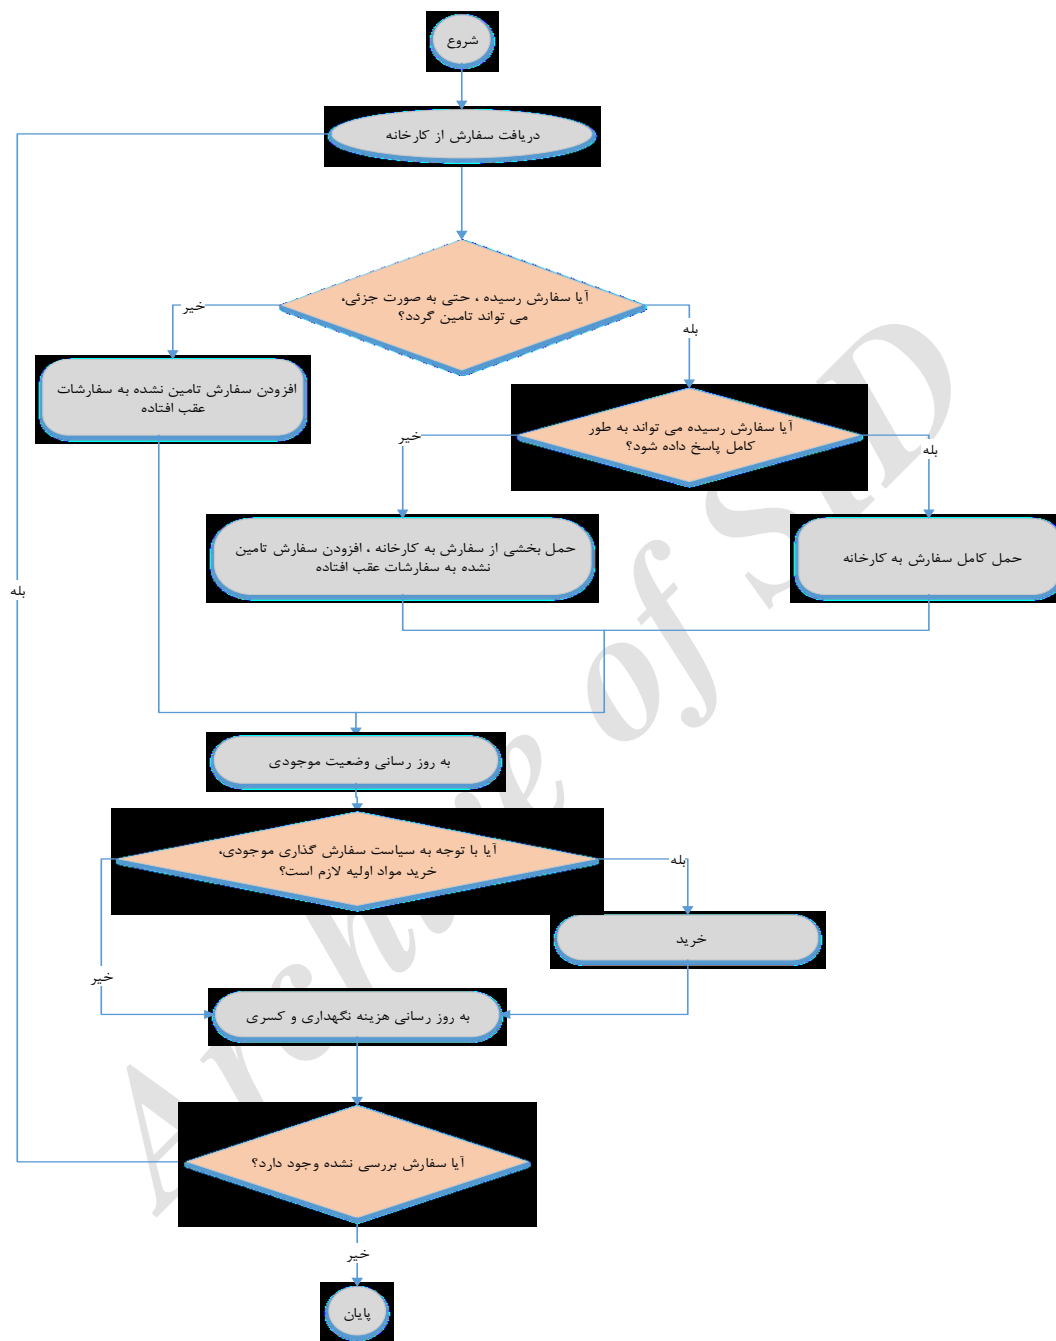 شروع
دریافت سفارش از کارخانه
آیا سفارش رسیده ، حتی به صورت جزئی،
می تواند تامین گردد؟
خیر
بله
افزودن سفارش تامین نشده به سفارشات
عقب افتاده
آیا سفارش رسیده می تواند به طور
کامل پاسخ داده شود؟
خیر
بله
حمل کامل سفارش به کارخانه
حمل بخشی از سفارش به کارخانه ، افزودن سفارش تامین
نشده به سفارشات عقب افتاده
بله
به روز رسانی وضعیت موجودی
آیا با توجه به سیاست سفارش گذاری موجودی،
خرید مواد اولیه لازم است؟
بله
خرید
خیر
به روز رسانی هزینه نگهداری و کسری
آیا سفارش بررسی نشده وجود دارد؟
خیر
پایان
Archive of SID